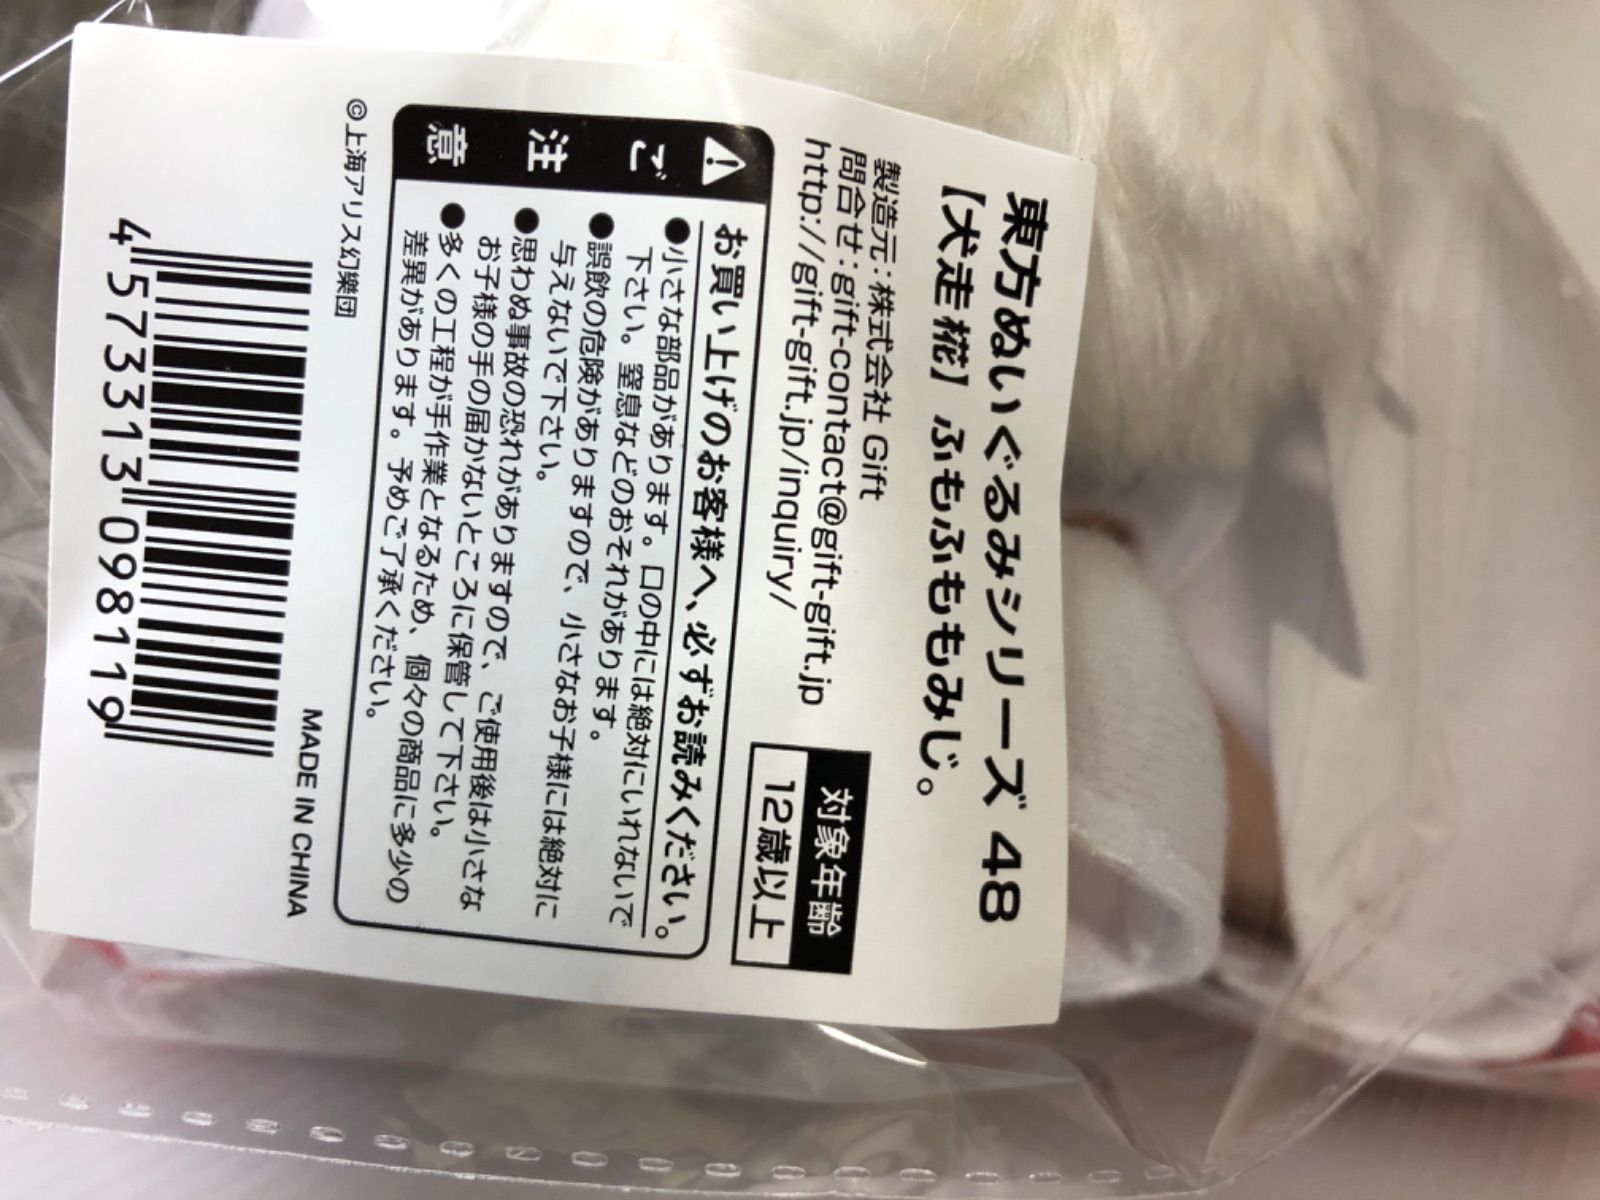 東方ぬいぐるみシリーズ 48
【犬走椛】ふもふももみじ。
製造元：株式会社 Gift
問合せ：gift-contact@gift-gift.jp
http://gift-gift.jp/inquiry/
対象年齢
12歳以上
ご注意
お買い上げのお客様へ、必ずお読みください。
●小さな部品があります。口の中には絶対にいれないで
下さい。窒息などのおそれがあります。
●誤飲の危険がありますので、小さなお子様には絶対に
与えないで下さい。
●思わぬ事故の恐れがありますので、ご使用後は小さな
お子様の手の届かないところに保管して下さい。
●多くの工程が手作業となるため、個々の商品に多少の
差異があります。予めご了承ください。
©上海アリス幻樂団
MADE IN CHINA
4573313098119